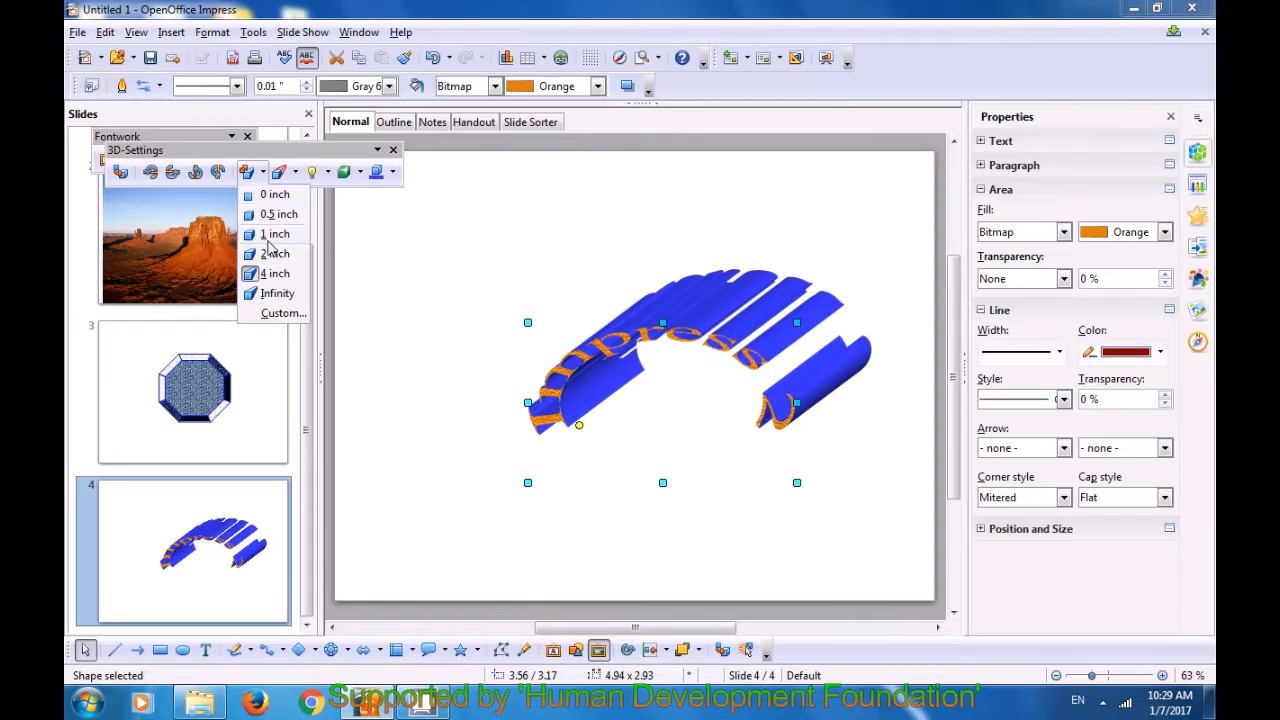 Untitled 1 - OpenOffice Impress
File Edit View Insert Format Tools Slide Show Window Help
ABC ABC
0.01 " Gray 6 Bitmap Orange
Slides
Fontwork
3D-Settings
0 inch
0.5 inch
1 inch
2 inch
4 inch
Infinity
Custom...
3
4
Normal Outline Notes Handout Slide Sorter
Impress
Properties
Text
Paragraph
Area
Fill:
Bitmap Orange
Transparency:
None 0 %
Line
Width: Color:
Style: Transparency:
0 %
Arrow:
- none - - none -
Corner style Cap style
Mitered Flat
Position and Size
Shape selected 3.56 / 3.17 4.94 x 2.93 * Slide 4 / 4 Default 63 %
EN 10:29 AM
1/7/2017
Supported by 'Human Development Foundation'